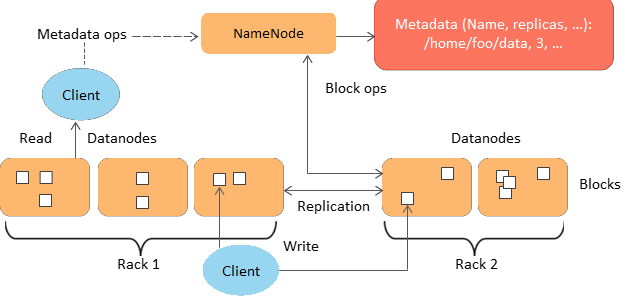 Metadata ops
NameNode
Metadata (Name, replicas, ...):
/home/foo/data, 3, ...
Client
Block ops
Read
Datanodes
Datanodes
Blocks
Replication
Write
Rack 1
Client
Rack 2